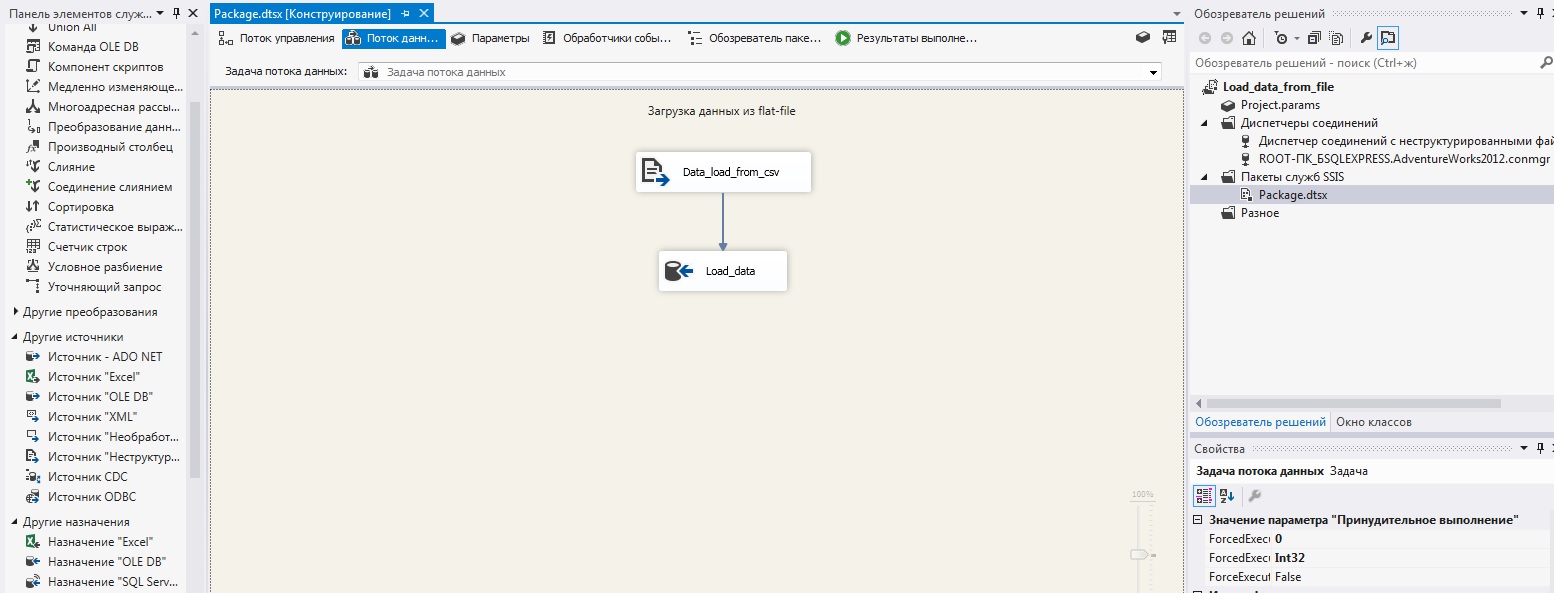 Панель элементов служ...
Union All
Команда OLE DB
Компонент скриптов
Медленно изменяюще...
Многоадресная рассы...
Преобразование данн...
Производный столбец
Слияние
Соединение слиянием
Сортировка
Статистическое выраж...
Счетчик строк
Условное разбиение
Уточняющий запрос
Другие преобразования
Другие источники
Источник - ADO NET
Источник "Excel"
Источник "OLE DB"
Источник "XML"
Источник "Необработ...
Источник "Неструктур...
Источник CDC
Источник ODBC
Другие назначения
Назначение "Excel"
Назначение "OLE DB"
Назначение "SQL Serv...
Package.dtsx [Конструирование]
Поток управления
Поток данн...
Параметры
Обработчики собы...
Обозреватель паке...
Результаты выполне...
Задача потока данных:
Задача потока данных
Загрузка данных из flat-file
Data_load_from_csv
Load_data
100%
Обозреватель решений
Обозреватель решений - поиск (Ctrl+ж)
Load_data_from_file
Project.params
Диспетчеры соединений
Диспетчер соединений с неструктурированными фай
ROOT-ПК_БSQLEXPRESS.AdventureWorks2012.conmgr
Пакеты служб SSIS
Package.dtsx
Разное
Обозреватель решений
Окно классов
Свойства
Задача потока данных Задача
Значение параметра "Принудительное выполнение"
ForcedExecu 0
ForcedExecu Int32
ForceExecut False